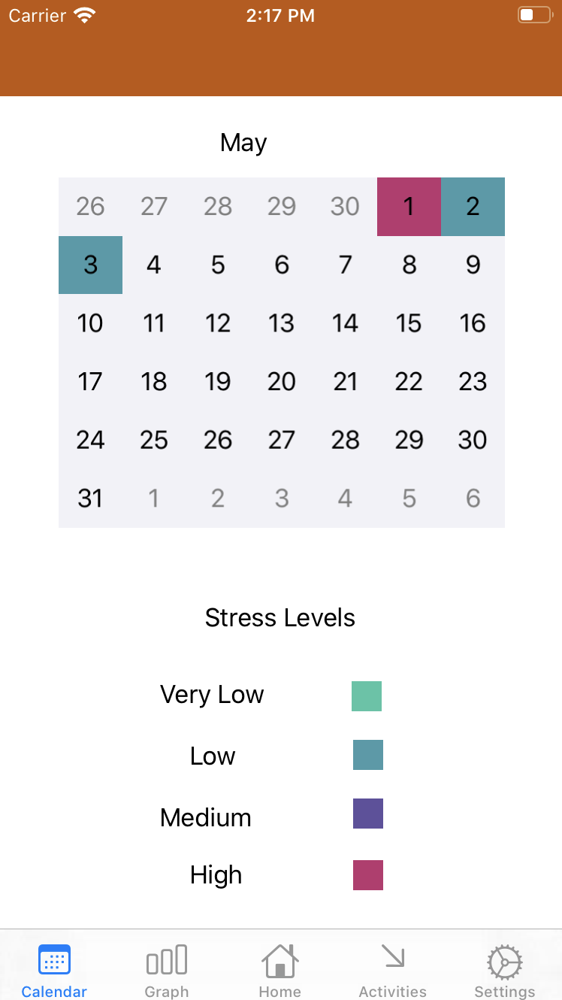 Carrier 2:17 PM
May
26 27 28 29 30 1 2
3 4 5 6 7 8 9
10 11 12 13 14 15 16
17 18 19 20 21 22 23
24 25 26 27 28 29 30
31 1 2 3 4 5 6
Stress Levels
Very Low
Low
Medium
High
Calendar Graph Home Activities Settings